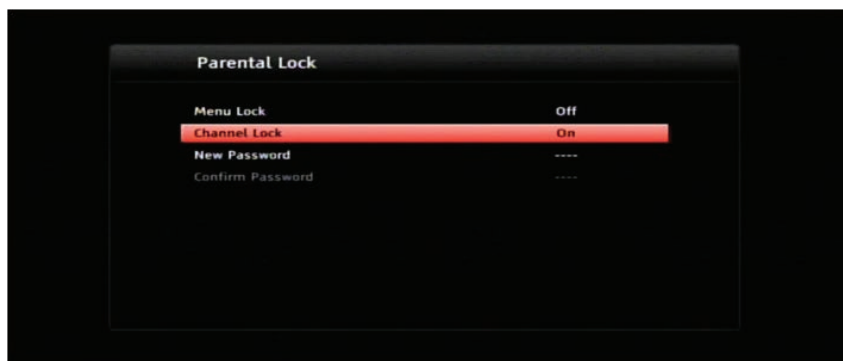 Parental Lock
Menu Lock Off
Channel Lock On
New Password ----
Confirm Password ----